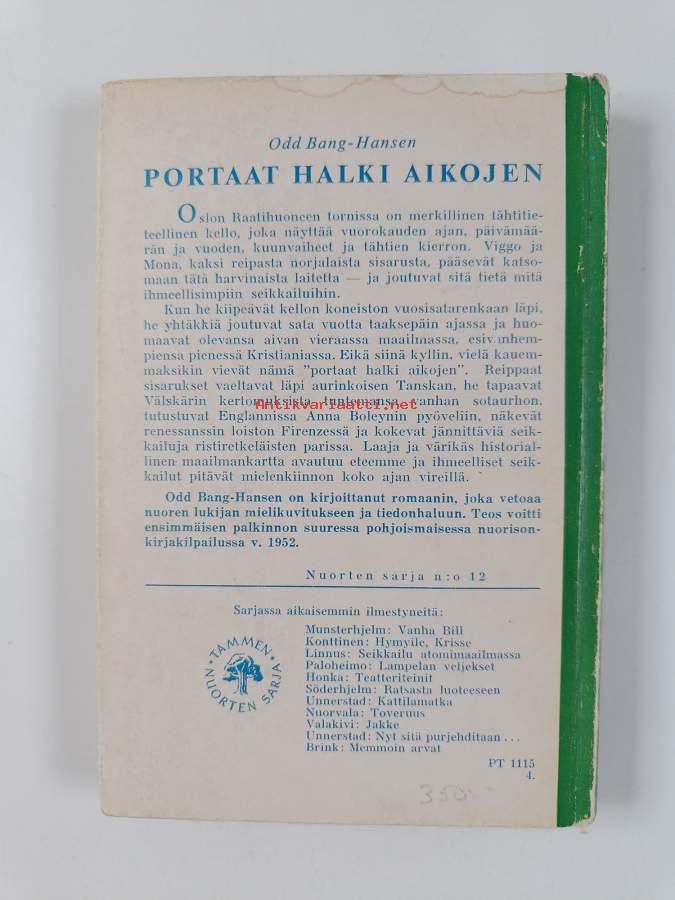 Odd Bang-Hansen
PORTAAT HALKI AIKOJEN
Oslon Raatihuoneen tornissa on merkillinen tähtitie-
teellinen kello, joka näyttää vuorokauden ajan, päivämää-
rän ja vuoden, kuunvaiheet ja tähtien kierron. Viggo ja
Mona, kaksi reipasta norjalaista sisarusta, pääsevät katso-
maan tätä harvinaista laitetta — ja joutuvat sitä tietä mitä
ihmeellisimpiin seikkailuihin.
Kun he kiipeävät kellon koneiston vuosisatarenkaan läpi,
he yhtäkkiä joutuvat sata vuotta taaksepäin ajassa ja huo-
maavat olevansa aivan vieraassa maailmassa, esivanhem-
piensa pienessä Kristianiassa. Eikä siinä kyllin, vielä kauem-
maksikin vievät nämä "portaat halki aikojen". Reippaat
sisarukset vaeltavat läpi aurinkoisen Tanskan, he tapaavat
Välskärin kertomuksista tuntemansa vanhan sotaurhon,
Antikvariaatti.net
tutustuvat Englannissa Anna Boleynin pyöveliin, näkevät
renessanssin loiston Firenzessä ja kokevat jännittäviä seik-
kailuja ristiretkeläisten parissa. Laaja ja värikäs historial-
linen maailmankartta avautuu eteemme ja ihmeelliset seik-
kailut pitävät mielenkiinnon koko ajan vireillä.
Odd Bang-Hansen on kirjoittanut romaanin, joka vetoaa
nuoren lukijan mielikuvitukseen ja tiedonhaluun. Teos voitti
ensimmäisen palkinnon suuressa pohjoismaisessa nuorison-
kirjakilpailussa v. 1952.
Nuorten sarja n:o 12
Sarjassa aikaisemmin ilmestyneitä:
Munsterhjelm: Vanha Bill
Konttinen: Hymyile, Krisse
Linnus: Seikkailu atomimaailmassa
Paloheimo: Lampelan veljekset
Honka: Teatteriteinit
Söderhjelm: Ratsasta luoteeseen
Unnerstad: Kattilamatka
Nuorvala: Toveruus
Valakivi: Jakke
Unnerstad: Nyt sitä purjehditaan...
Brink: Memmoin arvat
TAMMEN
NUORTEN SARJA
PT 1115
4.
350